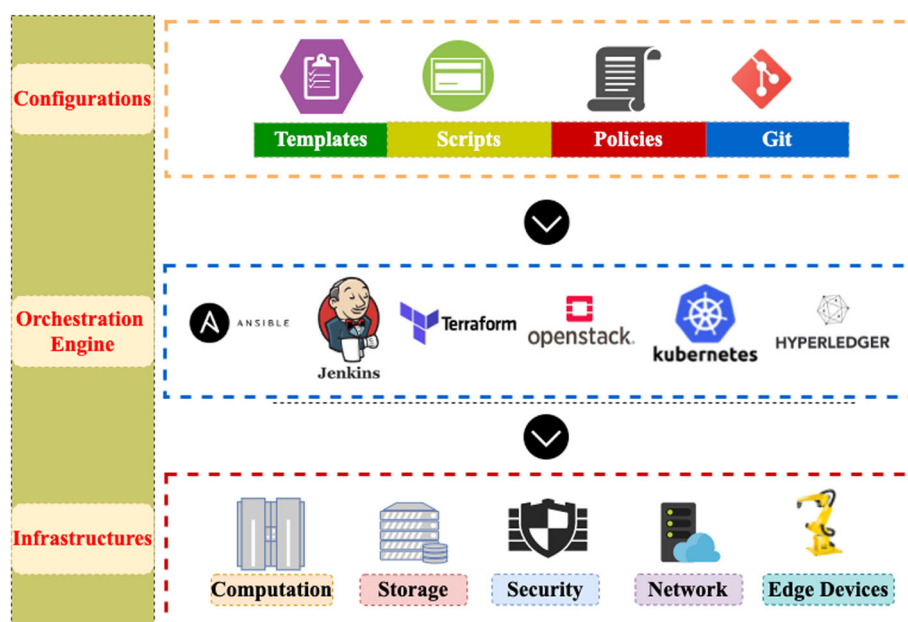 Configurations
Templates
Scripts
Policies
Git
Orchestration
Engine
ANSIBLE
Jenkins
Terraform
openstack.
kubernetes
HYPERLEDGER
Infrastructures
Computation
Storage
Security
Network
Edge Devices